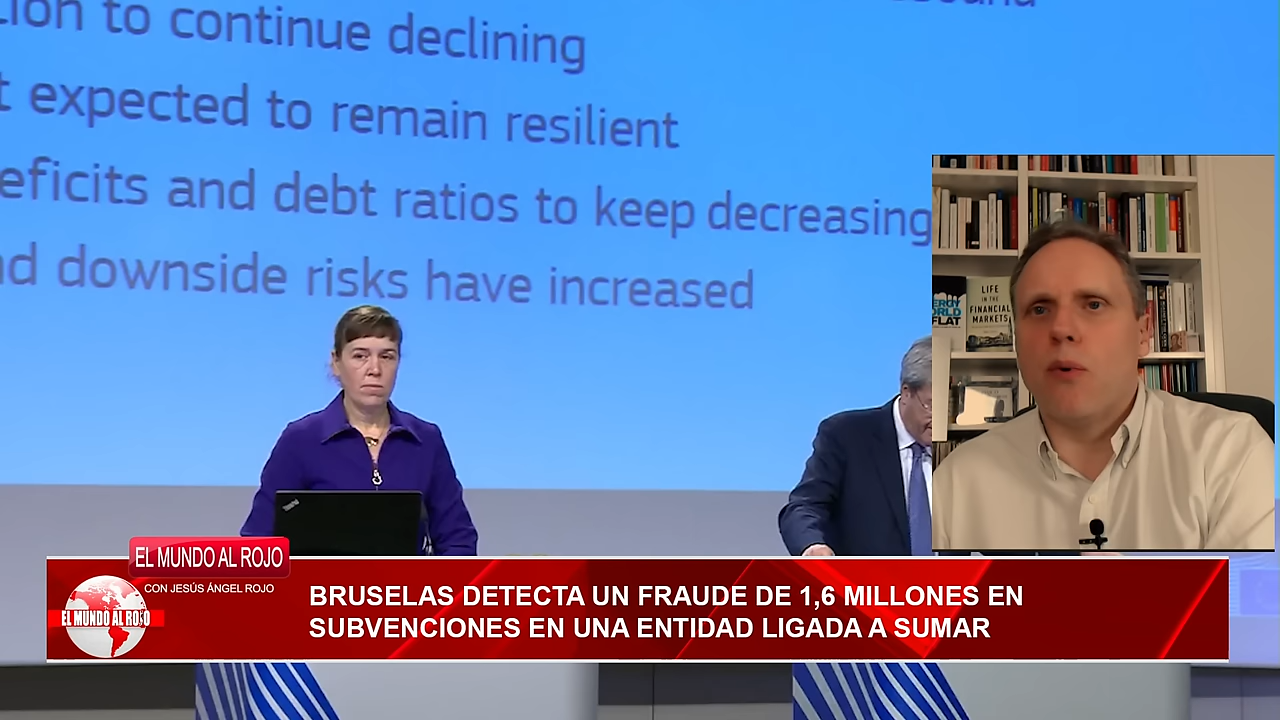 to continue declining
expected to remain resilient
and debt ratios to keep decreasing
downside risks have increased
LIFE
IN THE
FINANCIAL
MARKETS
FLAT
EL MUNDO AL ROJO
CON JESÚS ÁNGEL ROJO
EL MUNDO AL ROJO
BRUSELAS DETECTA UN FRAUDE DE 1,6 MILLONES EN
SUBVENCIONES EN UNA ENTIDAD LIGADA A SUMAR